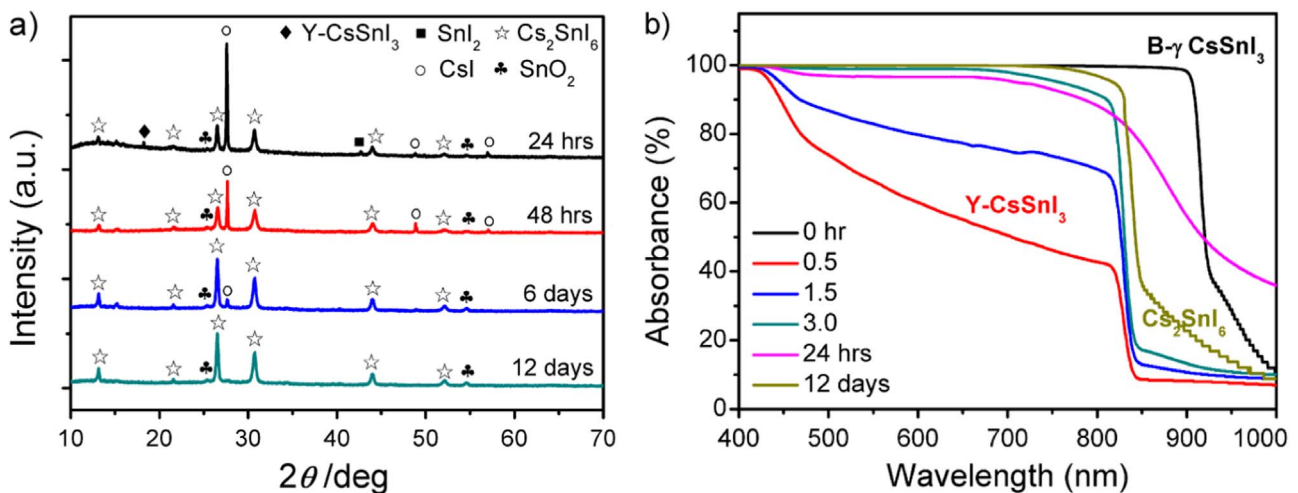 a)
◆ Y-CsSnI₃ ■ SnI₂ ☆ Cs₂SnI₆
○ CsI ♣ SnO₂
24 hrs
48 hrs
6 days
12 days
Intensity (a.u.)
10 20 30 40 50 60 70
2θ /deg
b)
B-γ CsSnI₃
Y-CsSnI₃
Cs₂SnI₆
0 hr
0.5
1.5
3.0
24 hrs
12 days
Absorbance (%)
100
80
60
40
20
0
400 500 600 700 800 900 1000
Wavelength (nm)